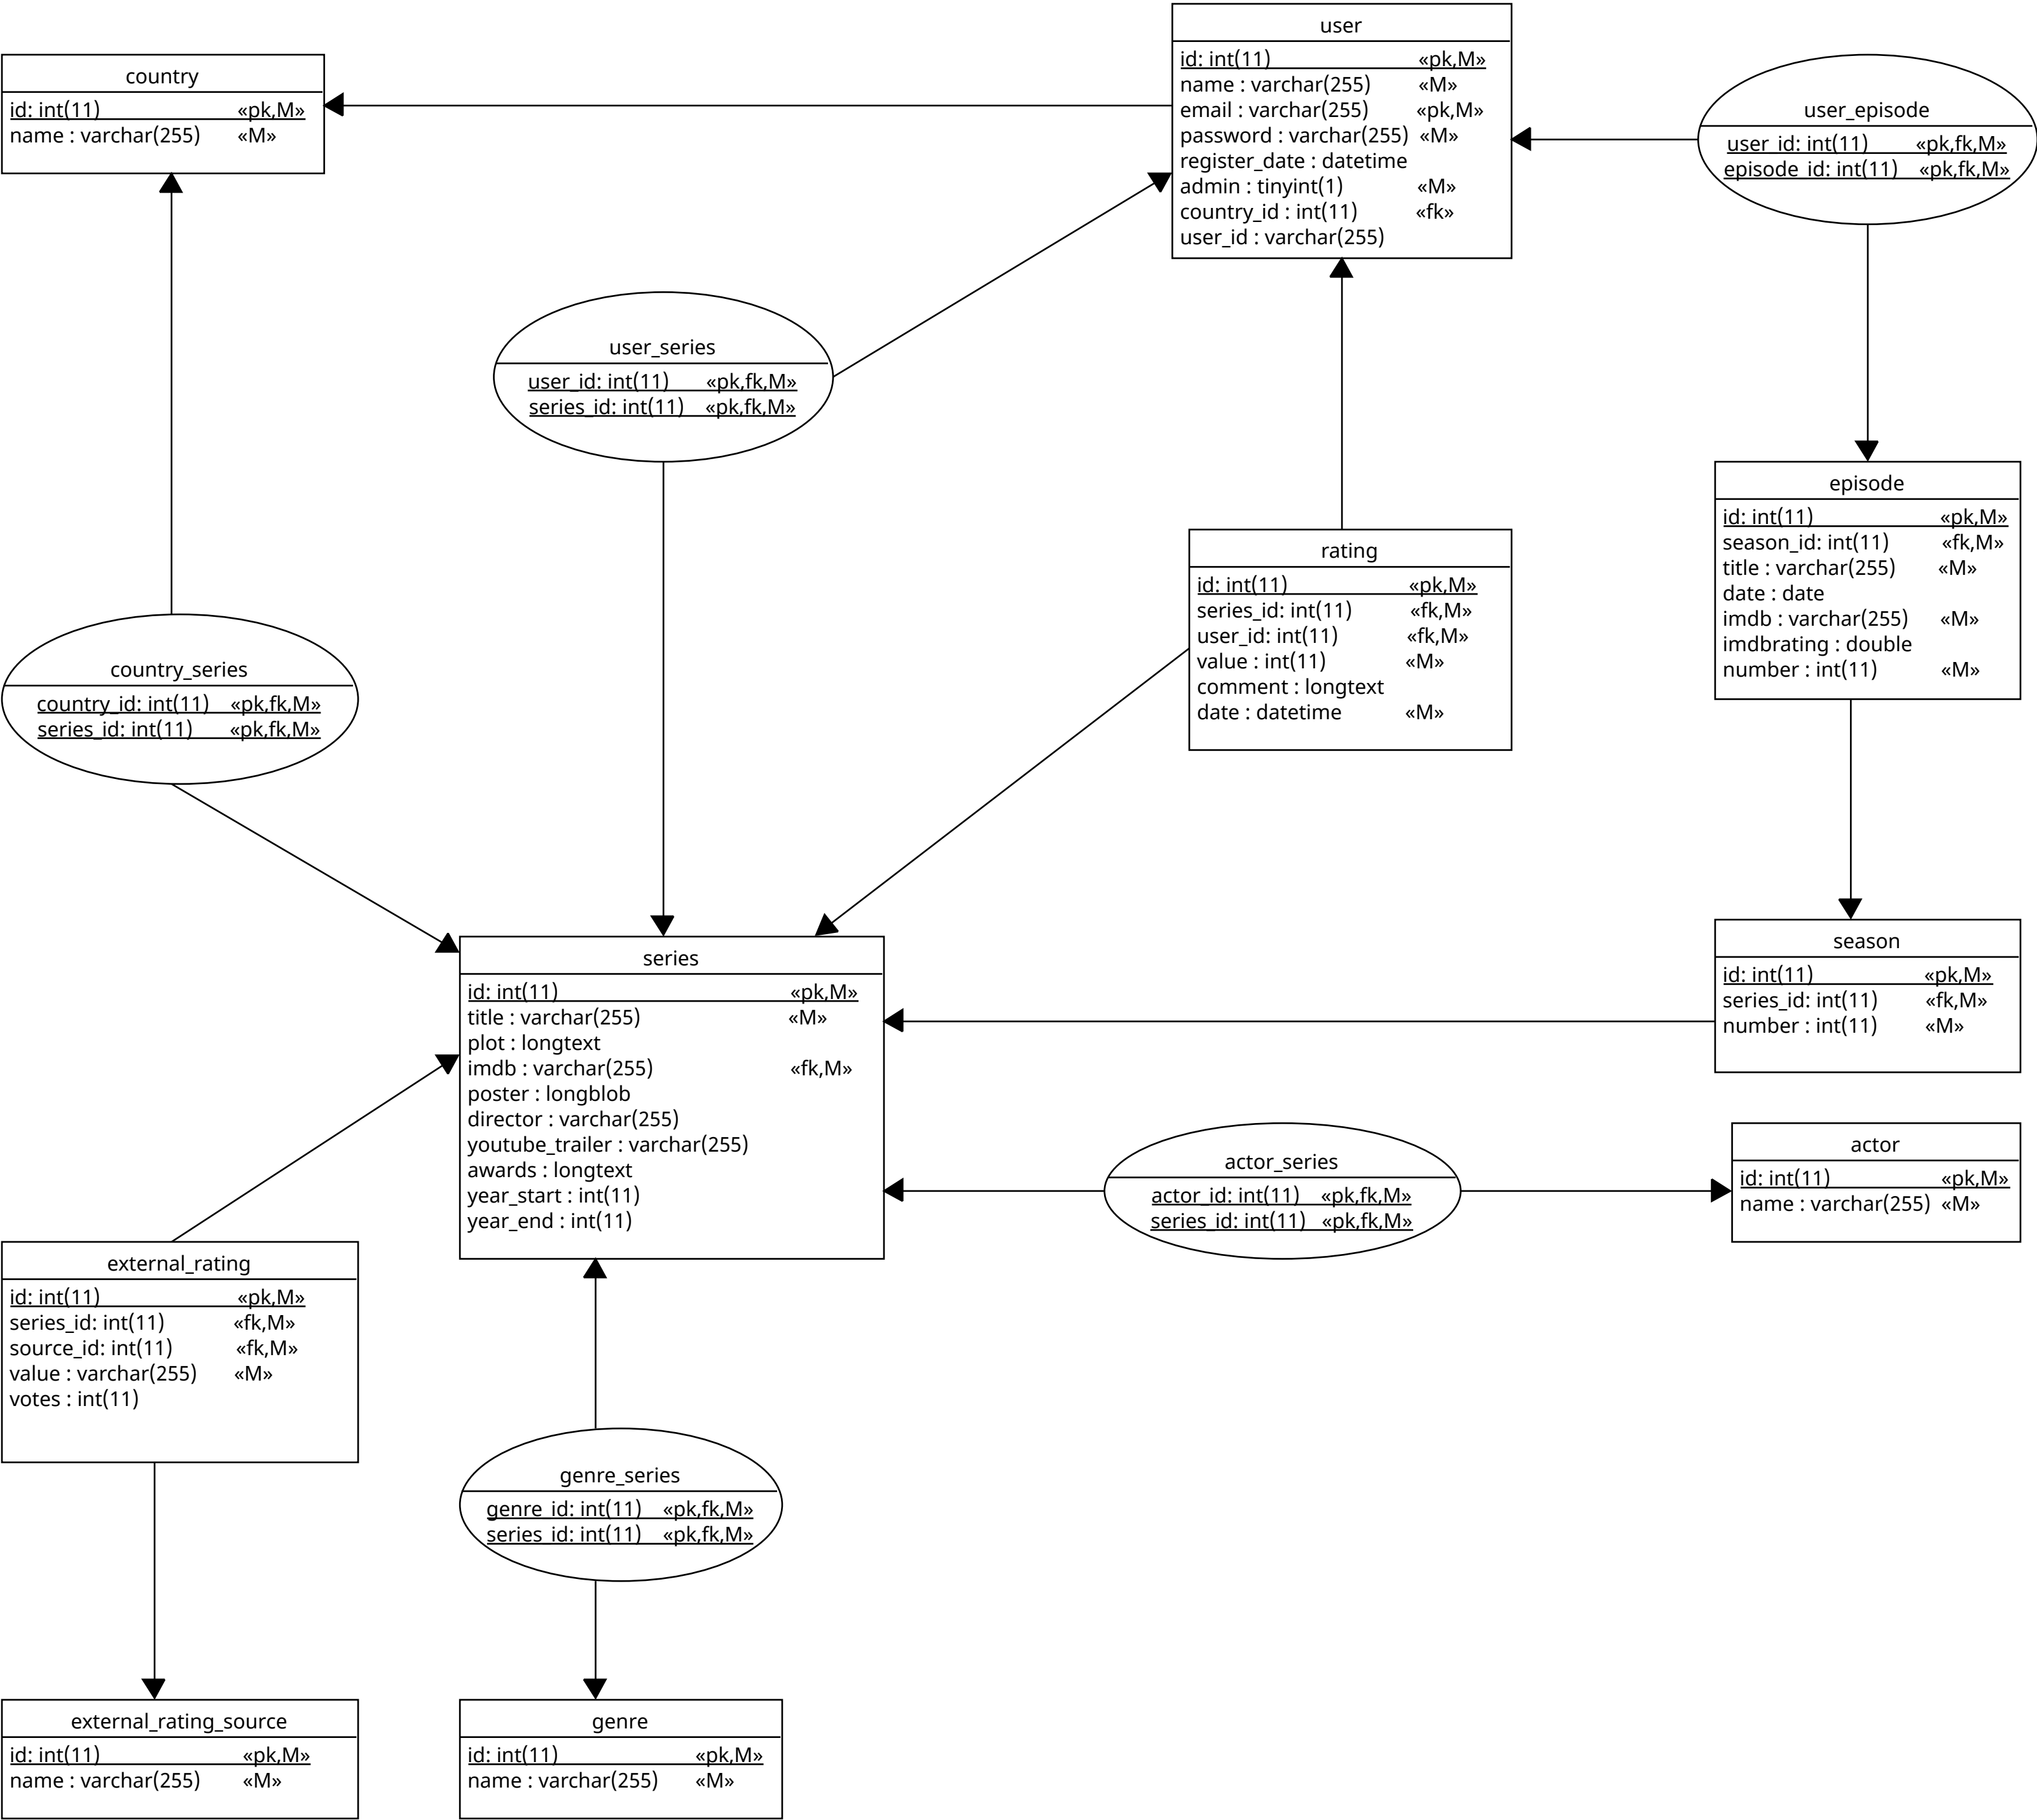 user
id: int(11) «pk,M»
name : varchar(255) «M»
email : varchar(255) «pk,M»
password : varchar(255) «M»
register_date : datetime
admin : tinyint(1) «M»
country_id : int(11) «fk»
user_id : varchar(255)
country
id: int(11) «pk,M»
name : varchar(255) «M»
user_episode
user_id: int(11) «pk,fk,M»
episode_id: int(11) «pk,fk,M»
user_series
user_id: int(11) «pk,fk,M»
series_id: int(11) «pk,fk,M»
episode
id: int(11) «pk,M»
season_id: int(11) «fk,M»
title : varchar(255) «M»
date : date
imdb : varchar(255) «M»
imdbrating : double
number : int(11) «M»
rating
id: int(11) «pk,M»
series_id: int(11) «fk,M»
user_id: int(11) «fk,M»
value : int(11) «M»
comment : longtext
date : datetime «M»
country_series
country_id: int(11) «pk,fk,M»
series_id: int(11) «pk,fk,M»
series
id: int(11) «pk,M»
title : varchar(255) «M»
plot : longtext
imdb : varchar(255) «fk,M»
poster : longblob
director : varchar(255)
youtube_trailer : varchar(255)
awards : longtext
year_start : int(11)
year_end : int(11)
season
id: int(11) «pk,M»
series_id: int(11) «fk,M»
number : int(11) «M»
actor_series
actor_id: int(11) «pk,fk,M»
series_id: int(11) «pk,fk,M»
actor
id: int(11) «pk,M»
name : varchar(255) «M»
external_rating
id: int(11) «pk,M»
series_id: int(11) «fk,M»
source_id: int(11) «fk,M»
value : varchar(255) «M»
votes : int(11)
genre_series
genre_id: int(11) «pk,fk,M»
series_id: int(11) «pk,fk,M»
external_rating_source
id: int(11) «pk,M»
name : varchar(255) «M»
genre
id: int(11) «pk,M»
name : varchar(255) «M»